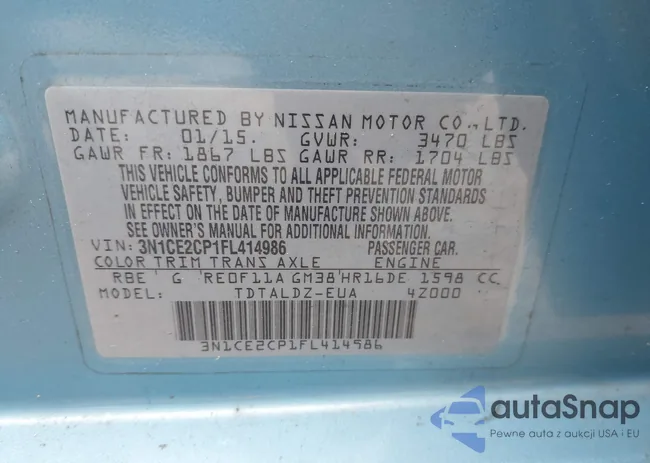 MANUFACTURED BY NISSAN MOTOR CO., LTD.
DATE: 01/15. GVWR: 3470 LBS
GAWR FR: 1867 LBS GAWR RR: 1704 LBS
THIS VEHICLE CONFORMS TO ALL APPLICABLE FEDERAL MOTOR
VEHICLE SAFETY, BUMPER AND THEFT PREVENTION STANDARDS
IN EFFECT ON THE DATE OF MANUFACTURE SHOWN ABOVE.
SEE OWNER'S MANUAL FOR ADDITIONAL INFORMATION.
VIN: 3N1CE2CP1FL414986 PASSENGER CAR.
COLOR TRIM TRANS AXLE ENGINE
RBE G RE0F11A GM38 HR16DE 1598 CC
MODEL: TDTALDZ-EUA 4Z000
3N1CE2CP1FL414986
autaSnap
Pewne auta z aukcji USA i EU